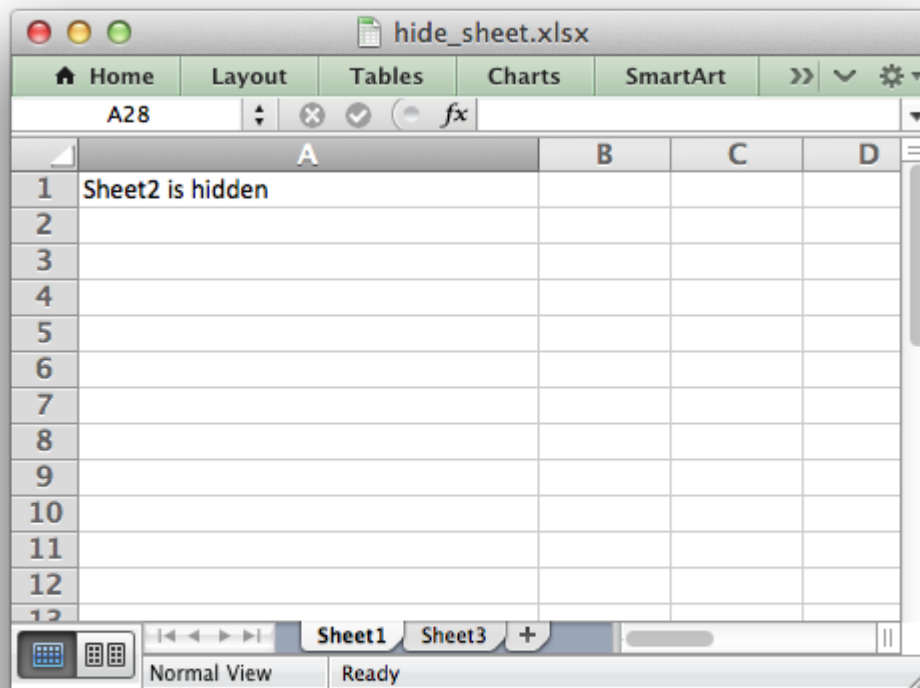 hide_sheet.xlsx
Home Layout Tables Charts SmartArt
A28 fx
A B C D
1 Sheet2 is hidden
2
3
4
5
6
7
8
9
10
11
12
13
Sheet1 Sheet3 +
Normal View Ready